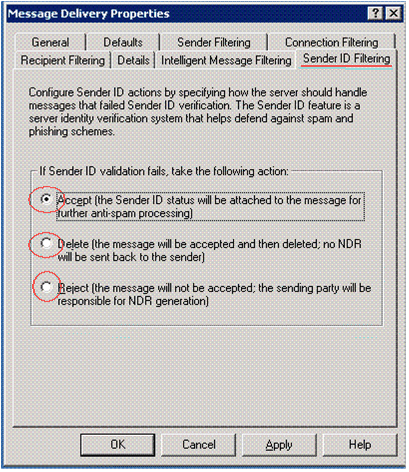 Message Delivery Properties
General Defaults Sender Filtering Connection Filtering
Recipient Filtering Details Intelligent Message Filtering Sender ID Filtering
Configure Sender ID actions by specifying how the server should handle
messages that failed Sender ID verification. The Sender ID feature is a
server identity verification system that helps defend against spam and
phishing schemes.
If Sender ID validation fails, take the following action:
Accept (the Sender ID status will be attached to the message for
further anti-spam processing)
Delete (the message will be accepted and then deleted; no NDR
will be sent back to the sender)
Reject (the message will not be accepted; the sending party will be
responsible for NDR generation)
OK Cancel Apply Help